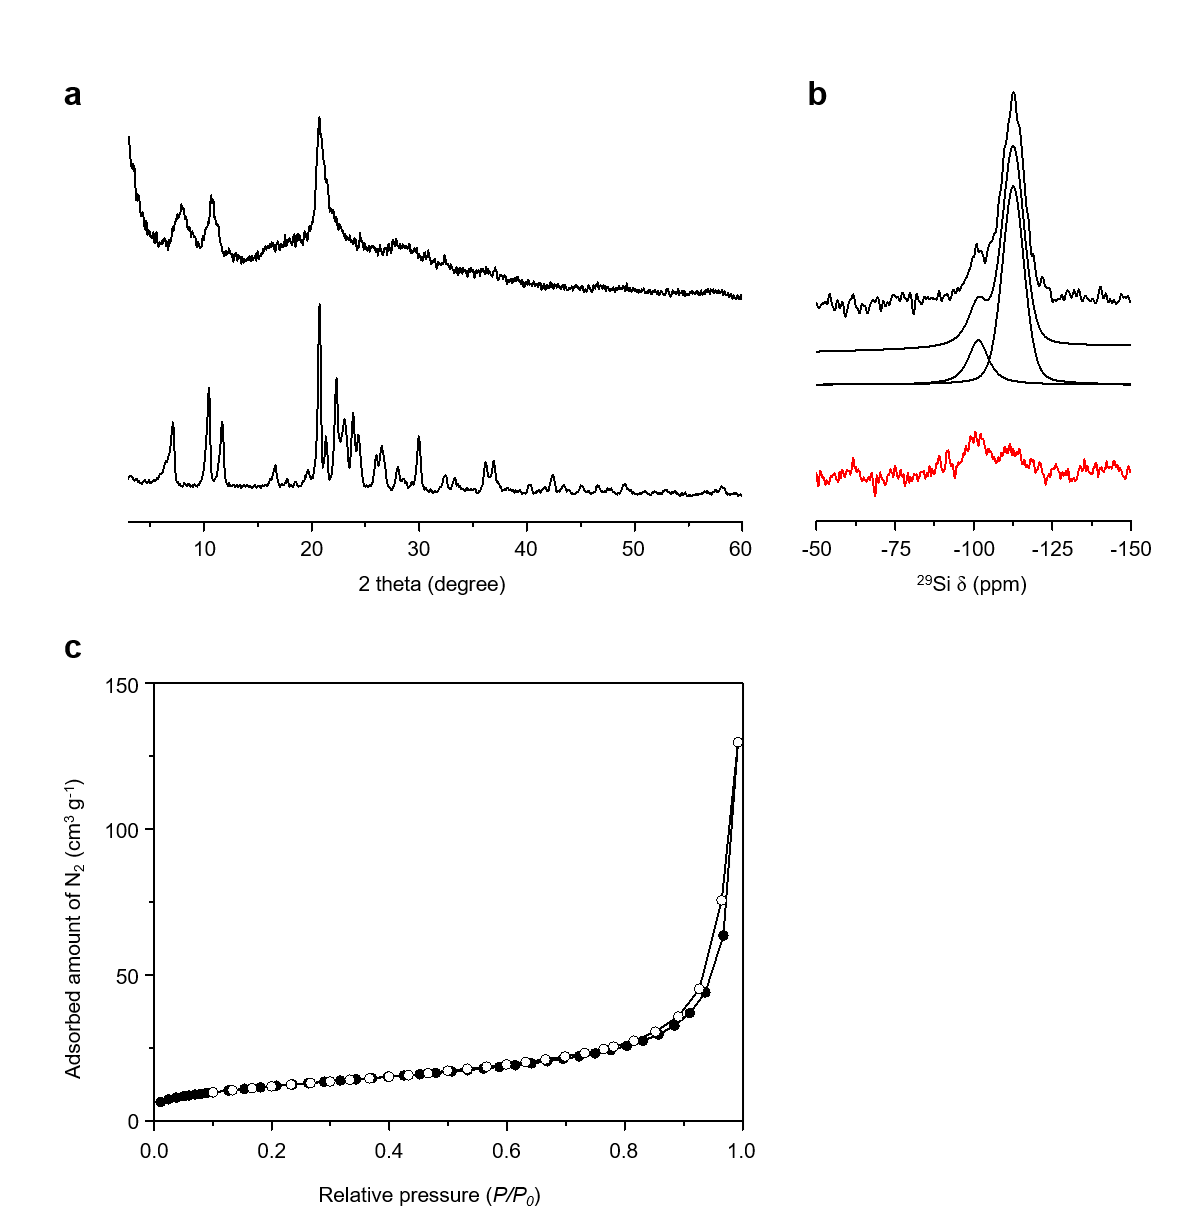 a
b
10 20 30 40 50 60
2 theta (degree)
-50 -75 -100 -125 -150
²⁹Si δ (ppm)
c
150
100
50
0
Adsorbed amount of N₂ (cm³ g⁻¹)
0.0 0.2 0.4 0.6 0.8 1.0
Relative pressure (P/P₀)